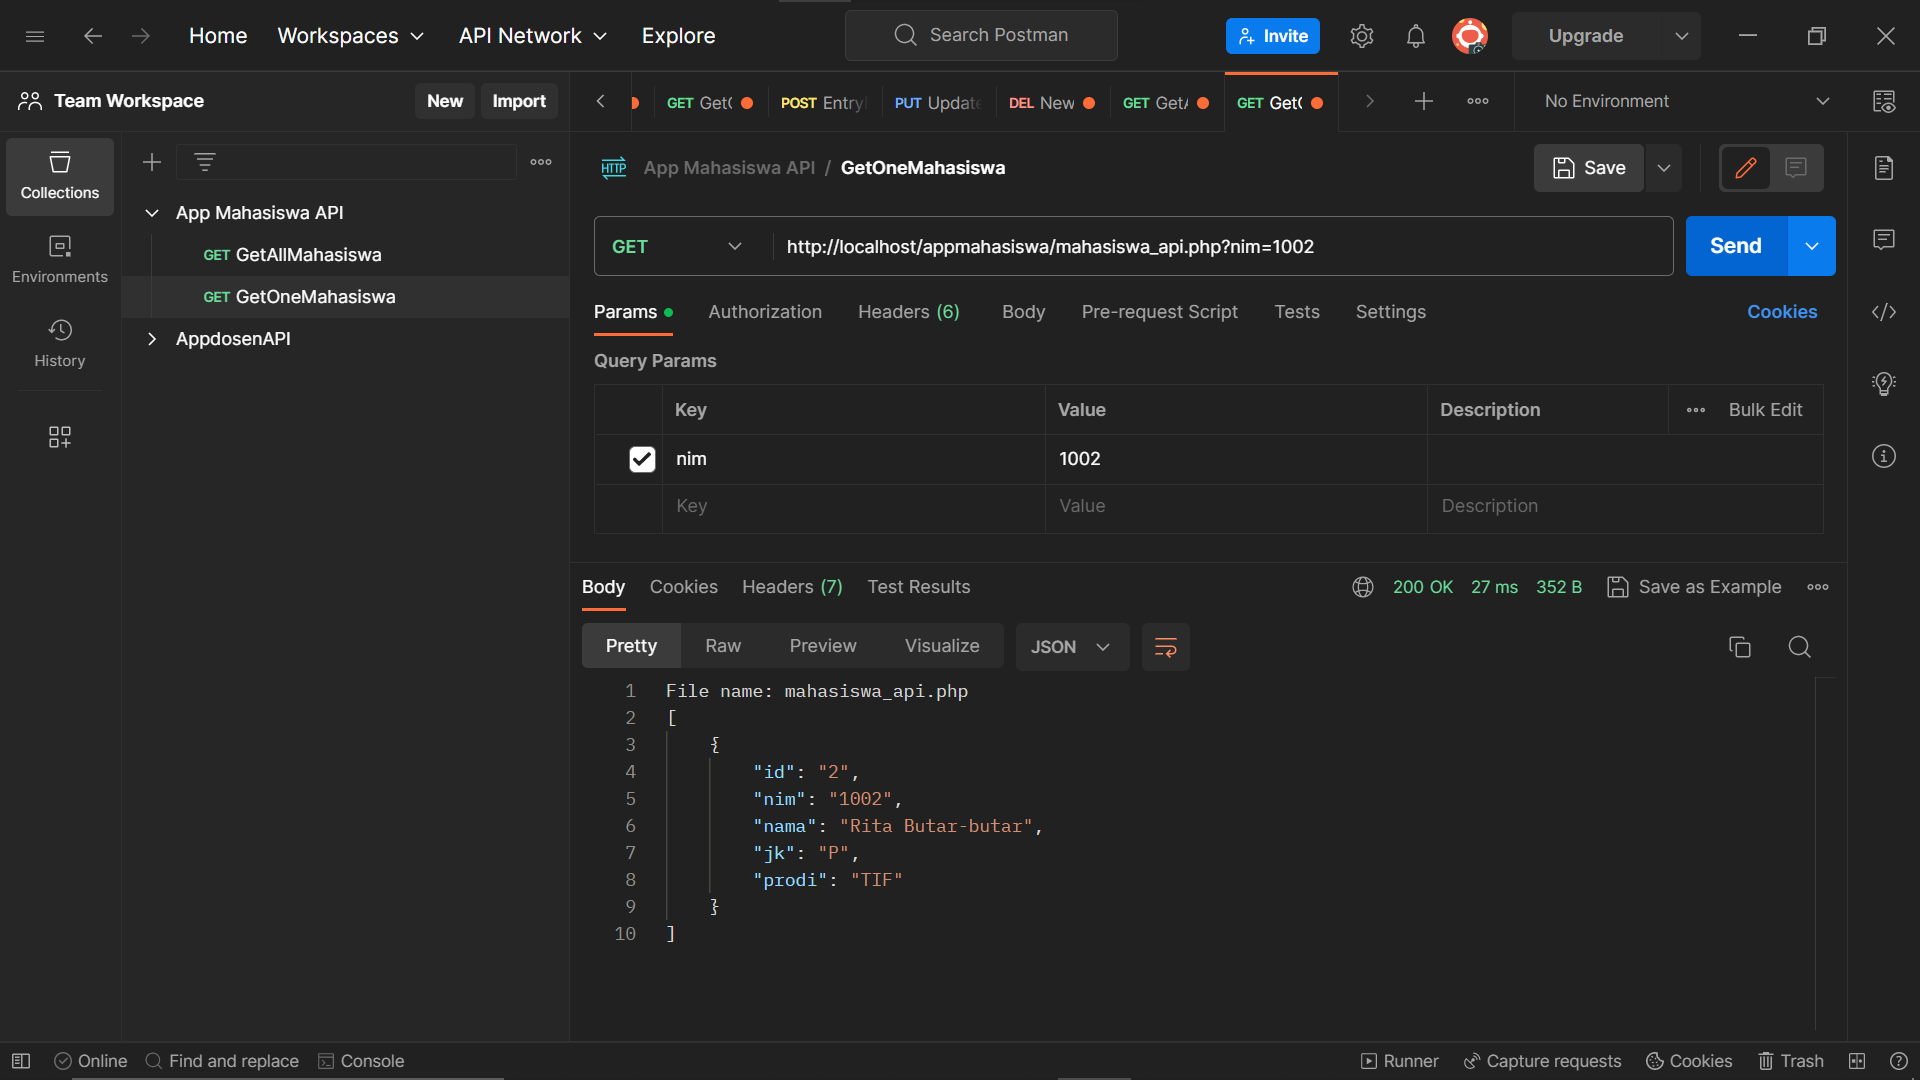 Home
Workspaces
API Network
Explore
Search Postman
Invite
Upgrade
Team Workspace
New
Import
GET Get
POST Entry
PUT Update
DEL New
GET Get
GET Get
No Environment
Collections
Environments
History
App Mahasiswa API
GET GetAllMahasiswa
GET GetOneMahasiswa
AppdosenAPI
HTTP
App Mahasiswa API / GetOneMahasiswa
Save
GET
http://localhost/appmahasiswa/mahasiswa_api.php?nim=1002
Send
Params
Authorization
Headers (6)
Body
Pre-request Script
Tests
Settings
Cookies
Query Params
Key
Value
Description
Bulk Edit
nim
1002
Key
Value
Description
Body
Cookies
Headers (7)
Test Results
200 OK
27 ms
352 B
Save as Example
Pretty
Raw
Preview
Visualize
JSON
1 File name: mahasiswa_api.php
2 [
3 {
4 "id": "2",
5 "nim": "1002",
6 "nama": "Rita Butar-butar",
7 "jk": "P",
8 "prodi": "TIF"
9 }
10 ]
Online
Find and replace
Console
Runner
Capture requests
Cookies
Trash